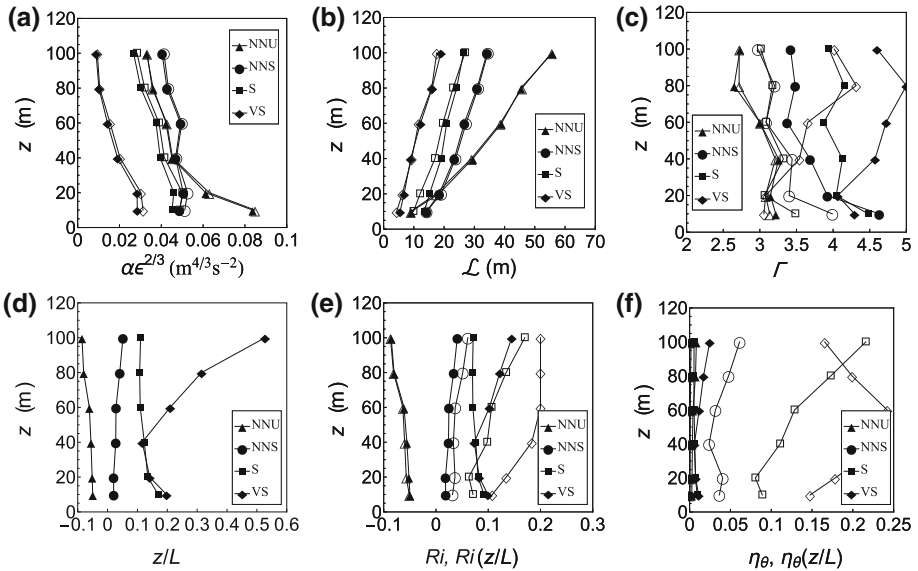 (a)
120
100
80
60
40
20
0
z (m)
NNU
NNS
S
VS
0 0.02 0.04 0.06 0.08 0.1
αϵ^{2/3} (m^{4/3}s^{−2})
(b)
120
100
80
60
40
20
0
z (m)
NNU
NNS
S
VS
0 10 20 30 40 50 60 70
ℒ (m)
(c)
120
100
80
60
40
20
0
z (m)
NNU
NNS
S
VS
2 2.5 3 3.5 4 4.5 5
Γ
(d)
120
100
80
60
40
20
0
z (m)
NNU
NNS
S
VS
−0.1 0 0.1 0.2 0.3 0.4 0.5 0.6
z/L
(e)
120
100
80
60
40
20
0
z (m)
NNU
NNS
S
VS
−0.1 0 0.1 0.2 0.3
Ri, Ri(z/L)
(f)
120
100
80
60
40
20
0
z (m)
NNU
NNS
S
VS
0 0.05 0.1 0.15 0.2 0.25
η_θ, η_θ(z/L)